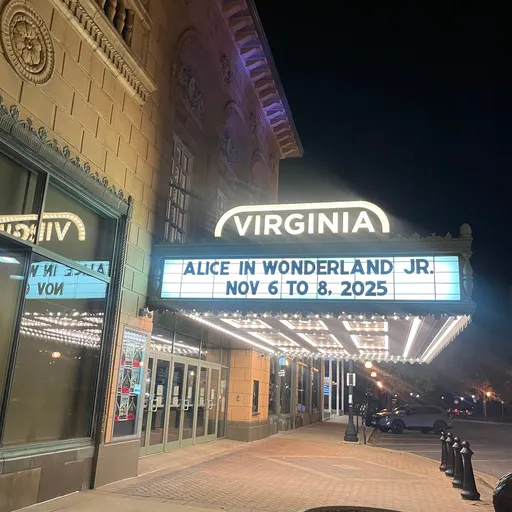 VIRGINIA
ALICE IN WONDERLAND JR.
NOV 6 TO 8, 2025